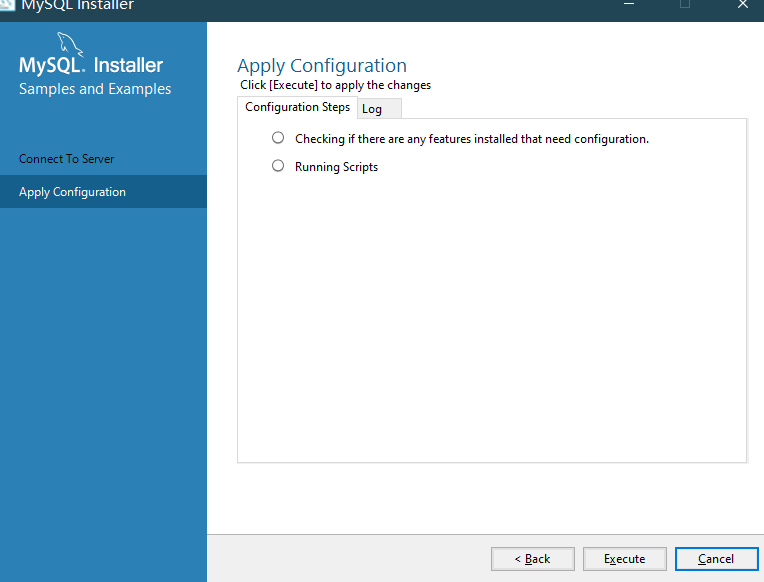 MySQL Installer
MySQL. Installer
Samples and Examples
Connect To Server
Apply Configuration
Apply Configuration
Click [Execute] to apply the changes
Configuration Steps
Log
Checking if there are any features installed that need configuration.
Running Scripts
< Back
Execute
Cancel